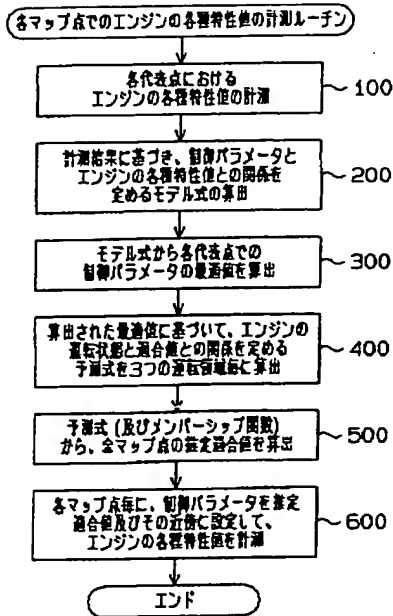 各マップ点でのエンジンの各種特性値の計測ルーチン
各代表点における
エンジンの各種特性値の計測
100
計測結果に基づき、制御パラメータと
エンジンの各種特性値との関係を
定めるモデル式の算出
200
モデル式から各代表点での
制御パラメータの最適値を算出
300
算出された最適値に基づいて、エンジンの
運転状態と適合値との関係を定める
予測式を3つの運転領域毎に算出
400
予測式(及びメンバーシップ関数)
から、全マップ点の推定適合値を算出
500
各マップ点毎に、制御パラメータを推定
適合値及びその近傍に設定して、
エンジンの各種特性値を計測
600
エンド